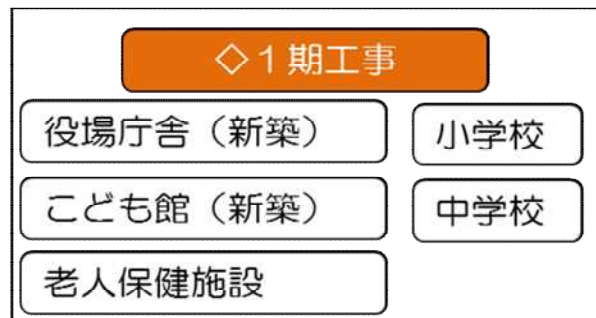 ◇１期工事
役場庁舎（新築）
小学校
こども館（新築）
中学校
老人保健施設